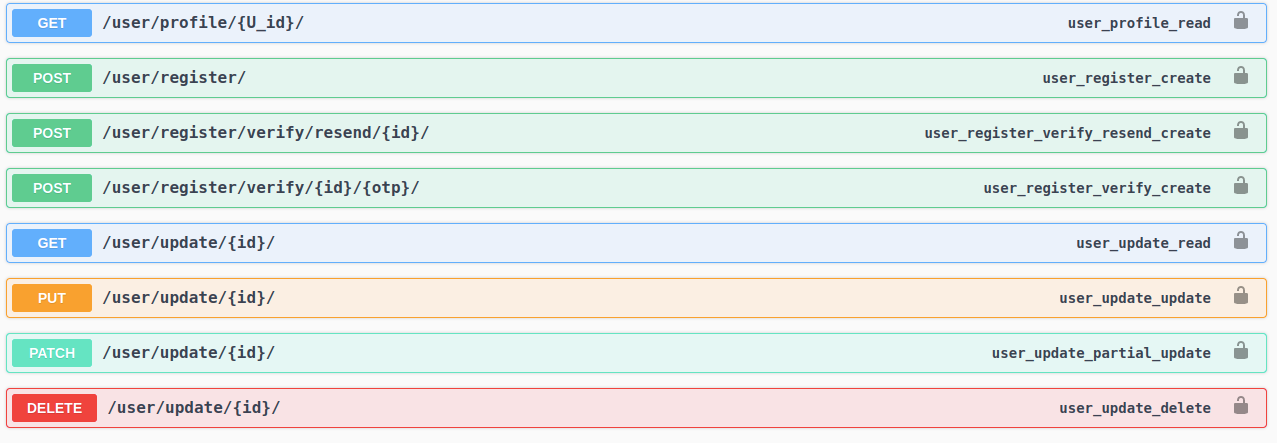 GET /user/profile/{U_id}/ user_profile_read
POST /user/register/ user_register_create
POST /user/register/verify/resend/{id}/ user_register_verify_resend_create
POST /user/register/verify/{id}/{otp}/ user_register_verify_create
GET /user/update/{id}/ user_update_read
PUT /user/update/{id}/ user_update_update
PATCH /user/update/{id}/ user_update_partial_update
DELETE /user/update/{id}/ user_update_delete